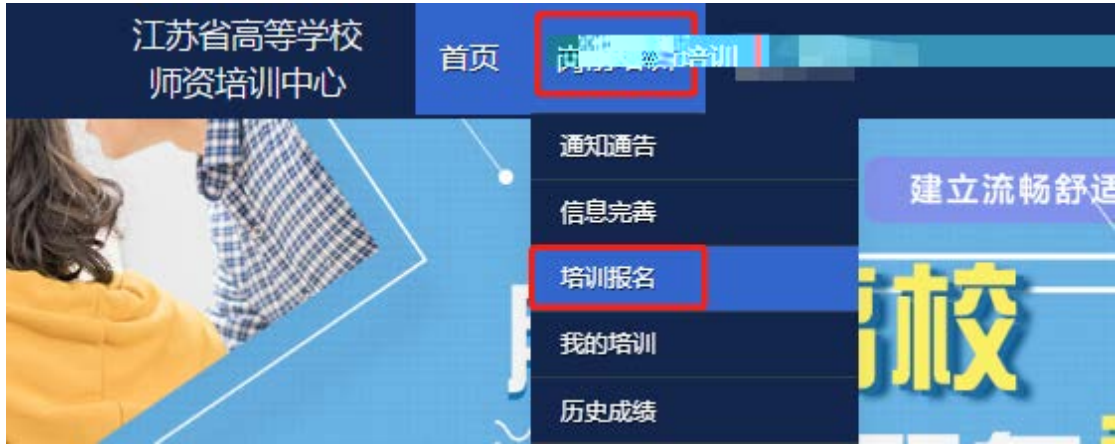 江苏省高等学校
师资培训中心
首页
培训
通知通告
信息完善
培训报名
我的培训
历史成绩
建立流畅舒适
高校